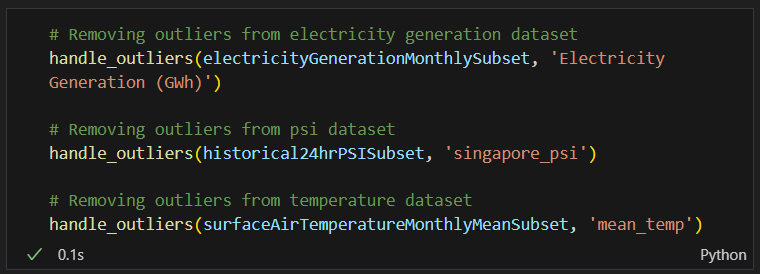 # Removing outliers from electricity generation dataset
handle_outliers(electricityGenerationMonthlySubset, 'Electricity
Generation (GWh)')
# Removing outliers from psi dataset
handle_outliers(historical24hrPSISubset, 'singapore_psi')
# Removing outliers from temperature dataset
handle_outliers(surfaceAirTemperatureMonthlyMeanSubset, 'mean_temp')
✓ 0.1s Python